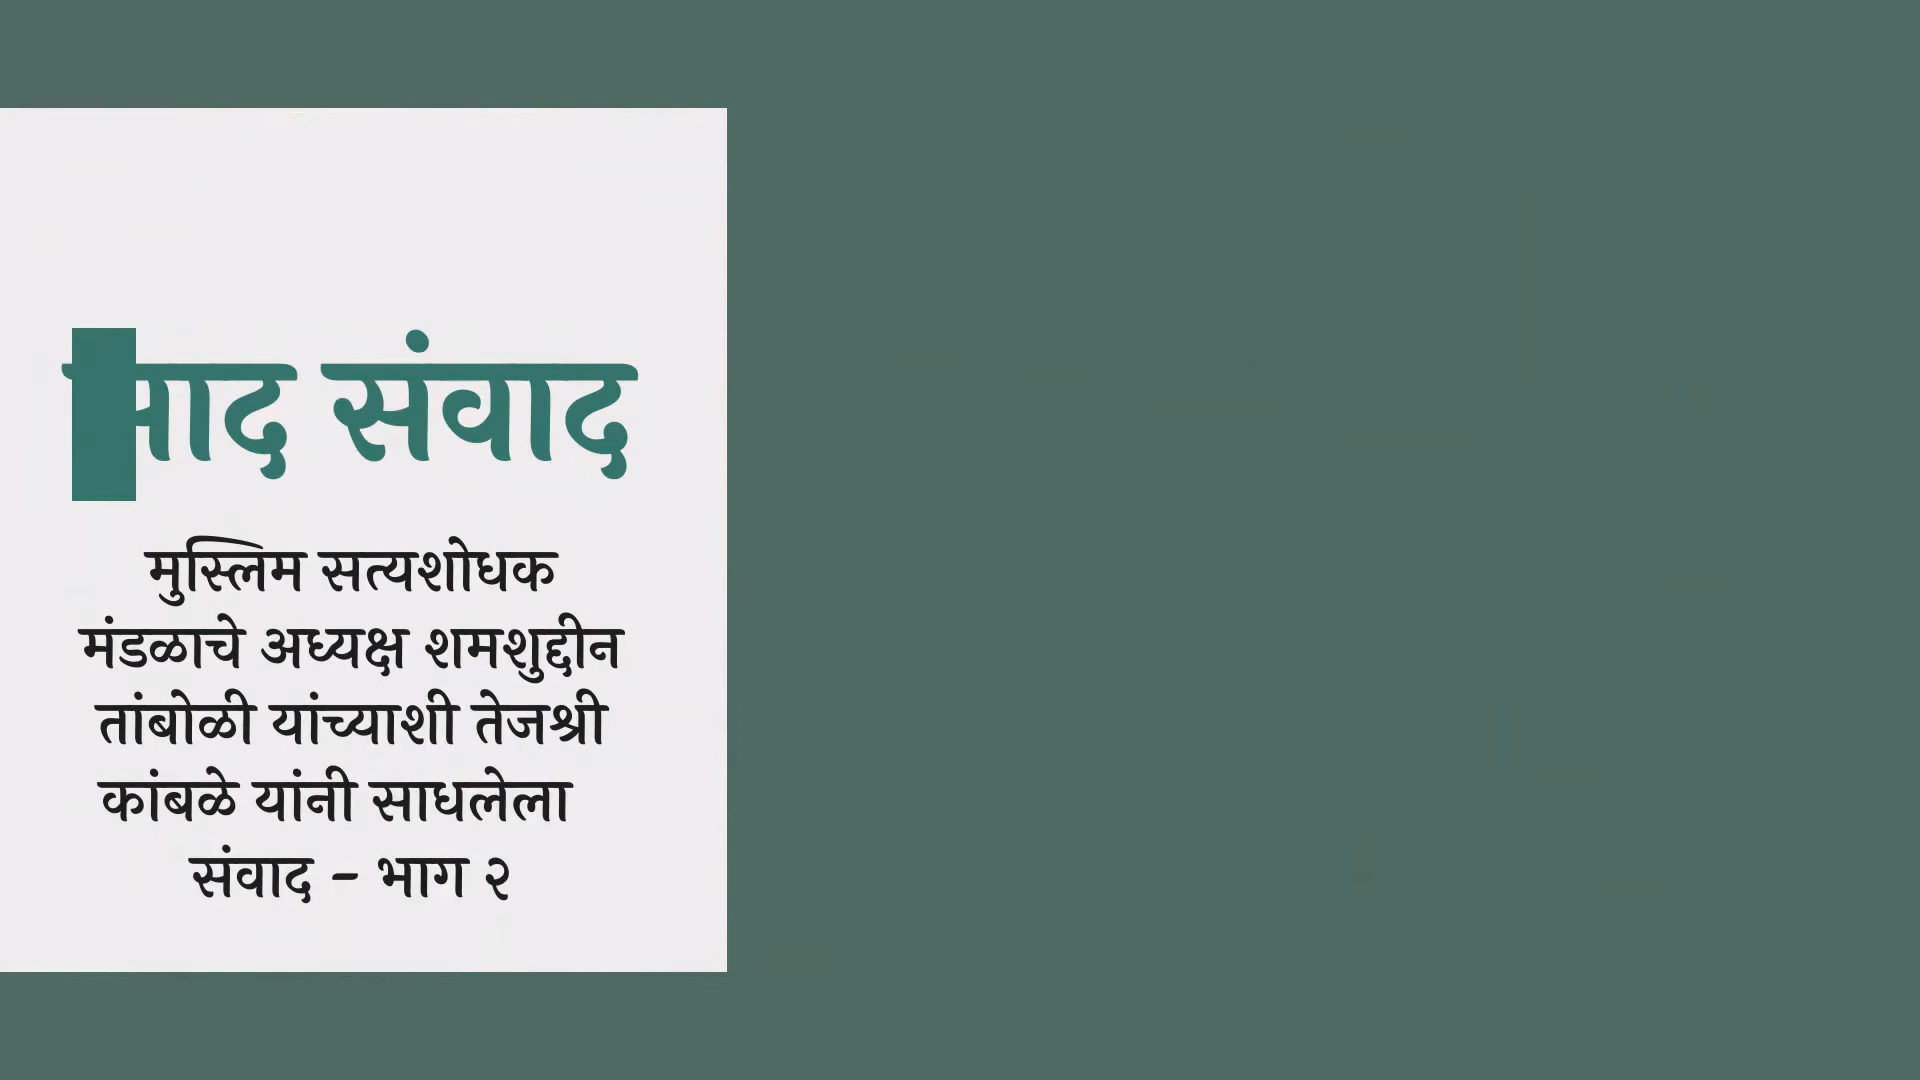 संवाद
मुस्लिम सत्यशोधक
मंडळाचे अध्यक्ष शमशुद्दीन
तांबोळी यांच्याशी तेजश्री
कांबळे यांनी साधलेला
संवाद - भाग २